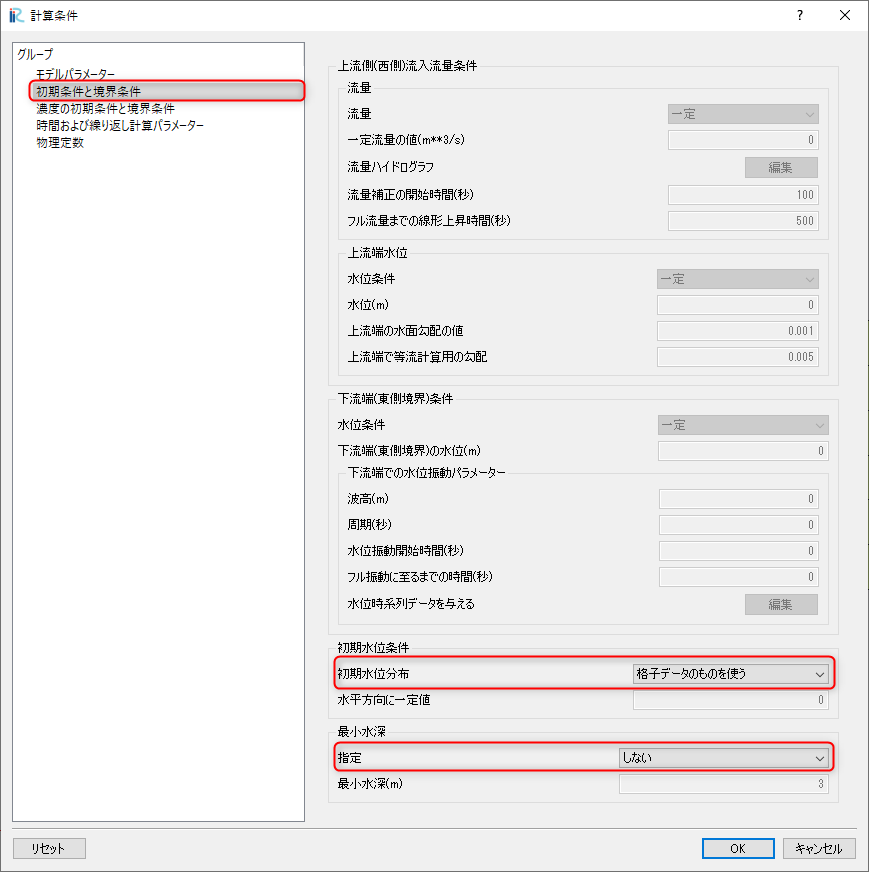 計算条件
グループ
モデルパラメーター
初期条件と境界条件
濃度の初期条件と境界条件
時間および繰り返し計算パラメーター
物理定数
上流側(西側)流入流量条件
流量
流量 一定
一定流量の値(m**3/s) 0
流量ハイドログラフ 編集
流量補正の開始時間(秒) 100
フル流量までの線形上昇時間(秒) 500
上流端水位
水位条件 一定
水位(m) 0
上流端の水面勾配の値 0.001
上流端で等流計算用の勾配 0.005
下流端(東側境界)条件
水位条件 一定
下流端(東側境界)の水位(m) 0
下流端での水位振動パラメーター
波高(m) 0
周期(秒) 0
水位振動開始時間(秒) 0
フル振動に至るまでの時間(秒) 0
水位時系列データを与える 編集
初期水位条件
初期水位分布 格子データのものを使う
水平方向に一定値 0
最小水深
指定 しない
最小水深(m) 3
リセット OK キャンセル